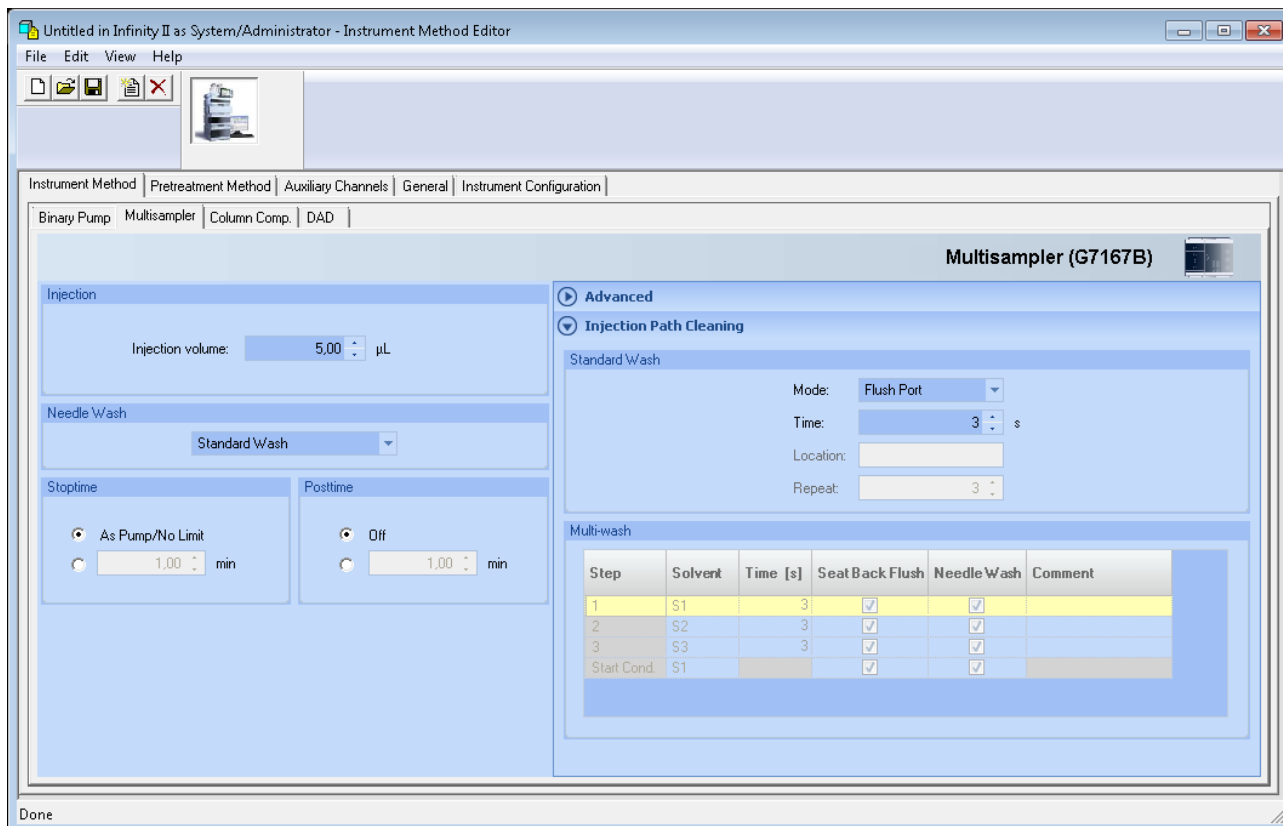 Untitled in Infinity II as System/Administrator - Instrument Method Editor
File Edit View Help
Instrument Method Pretreatment Method Auxiliary Channels General Instrument Configuration
Binary Pump Multisampler Column Comp. DAD
Multisampler (G7167B)
Injection
Injection volume: 5,00 µL
Needle Wash
Standard Wash
Stoptime
As Pump/No Limit
1,00 min
Posttime
Off
1,00 min
Advanced
Injection Path Cleaning
Standard Wash
Mode: Flush Port
Time: 3 s
Location:
Repeat: 3
Multi-wash
Step Solvent Time [s] Seat Back Flush Needle Wash Comment
1 S1 3
2 S2 3
3 S3 3
Start Cond. S1
Done